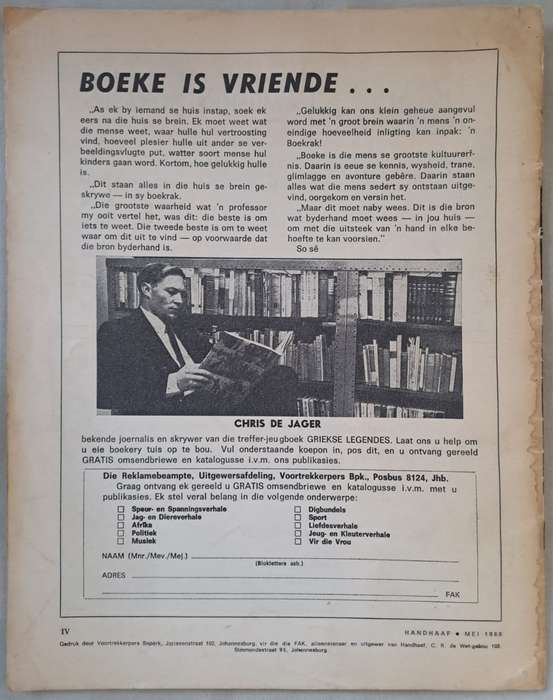 BOEKE IS VRIENDE...
„As ek by iemand se huis instap, soek ek
eers na die huis se brein. Ek moet weet wat
die mense weet, waar hulle hul vertroosting
vind, hoeveel plesier hulle uit ander se ver-
beeldingsvlugte put, watter soort mense hul
kinders gaan word. Kortom, hoe gelukkig hulle
is.
„Dit staan alles in die huis se brein ge-
skrywe — in sy boekrak.
„Die grootste waarheid wat 'n professor
my ooit vertel het, was dit: die beste is om
iets te weet. Die tweede beste is om te weet
waar om dit uit te vind — op voorwaarde dat
die bron byderhand is.
„Gelukkig kan ons klein geheue aangevul
word met 'n groot brein waarin 'n mens 'n on-
eindige hoeveelheid inligting kan inpak: 'n
Boekrak!
„Boeke is die mens se grootste kultuurerf-
nis. Daarin is eeue se kennis, wysheid, trane,
glimlagge en avonture gebêre. Daarin staan
alles wat die mens sedert sy ontstaan uitge-
vind, oorgekom en versin het.
„Maar dit moet naby wees. Dit is die bron
wat byderhand moet wees — in jou huis —
om met die uitsteek van 'n hand in elke be-
hoefte te kan voorsien."
So sê
CHRIS DE JAGER
bekende joernalis en skrywer van die treffer-jeugboek GRIEKSE LEGENDES. Laat ons u help om
u eie boekery tuis op te bou. Vul onderstaande koepon in, pos dit, en u ontvang gereeld
GRATIS omsendbriewe en katalogusse i.v.m. ons publikasies.
Die Reklamebeampte, Uitgewersafdeling, Voortrekkerpers Bpk., Posbus 8124, Jhb.
Graag ontvang ek gereeld u GRATIS omsendbriewe en katalogusse i.v.m. met u
publikasies. Ek stel veral belang in die volgende onderwerpe:
☐ Speur- en Spanningsverhale
☐ Jag- en Diereverhale
☐ Afrika
☐ Politiek
☐ Musiek
☐ Digbundels
☐ Sport
☐ Liefdesverhale
☐ Jeug- en Kleuterverhale
☐ Vir die Vrou
NAAM (Mnr./Mev./Mej.)
(Blokletters asb.)
ADRES
FAK
IV
HANDHAAF • MEI 1968
Gedruk deur Voortrekkerpers Beperk, Jorissenstraat 102, Johannesburg, vir die die FAK, alleeneienaar en uitgewer van Handhaaf, C. R. de Wet-gebou 108,
Simmondsstraat 95, Johannesburg.